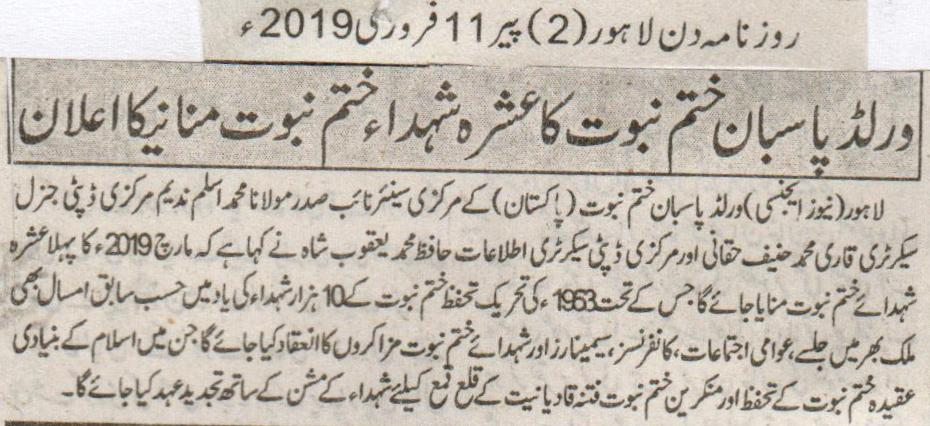 روزنامہ دن لاہور (2) پیر 11 فروری 2019ء
ورلڈ پاسبان ختم نبوت کا عشرہ شہداء ختم نبوت منانیکا اعلان
لاہور (نیوز ایجنسی) ورلڈ پاسبان ختم نبوت (پاکستان) کے مرکزی سینئر نائب صدر مولانا محمد اسلم ندیم مرکزی ڈپٹی جنرل
سیکرٹری قاری محمد حنیف حقانی اور مرکزی ڈپٹی سیکرٹری اطلاعات حافظ محمد یعقوب شاہ نے کہا ہے کہ مارچ 2019ء کا پہلا عشرہ
شہدائے ختم نبوت منایا جائے گا جس کے تحت 1953ء کی تحریک تحفظ ختم نبوت کے 10 ہزار شہداء کی یاد میں حسب سابق امسال بھی
ملک بھر میں جلسے، عوامی اجتماعات، کانفرنسز، سیمینارز اور شہدائے ختم نبوت مذاکروں کا انعقاد کیا جائے گا جن میں اسلام کے بنیادی
عقیدہ ختم نبوت کے تحفظ اور منکرین ختم نبوت فتنہ قادیانیت کے قلع قمع کیلئے شہداء کے مشن کے ساتھ تجدید عہد کیا جائے گا۔